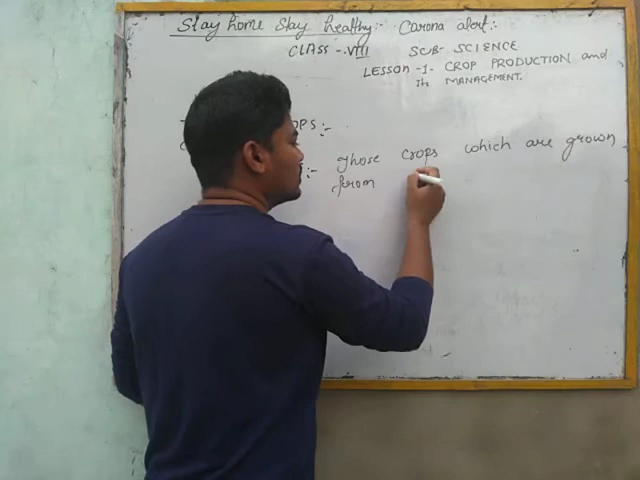 Stay home Stay healthy:- Carona alert:-
CLASS -. VIII SUB- SCIENCE
LESSON -1- CROP PRODUCTION and
Its MANAGEMENT.
OPS:-
:- Those crops which are grown
from